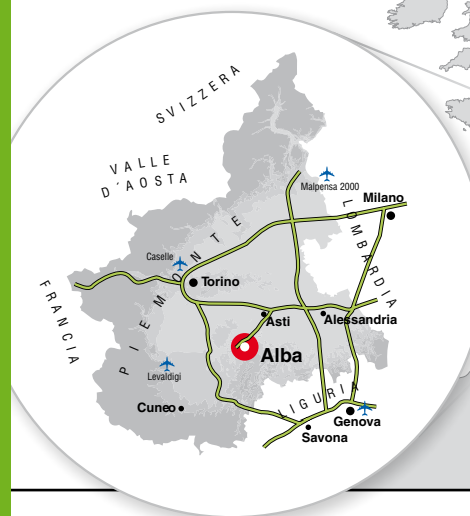 SVIZZERA
VALLE
D'AOSTA
Malpensa 2000
Milano
LOMBARDIA
PIEMONTE
Caselle
Torino
FRANCIA
Asti
Alessandria
Alba
Levaldigi
LIGURIA
Cuneo
Genova
Savona